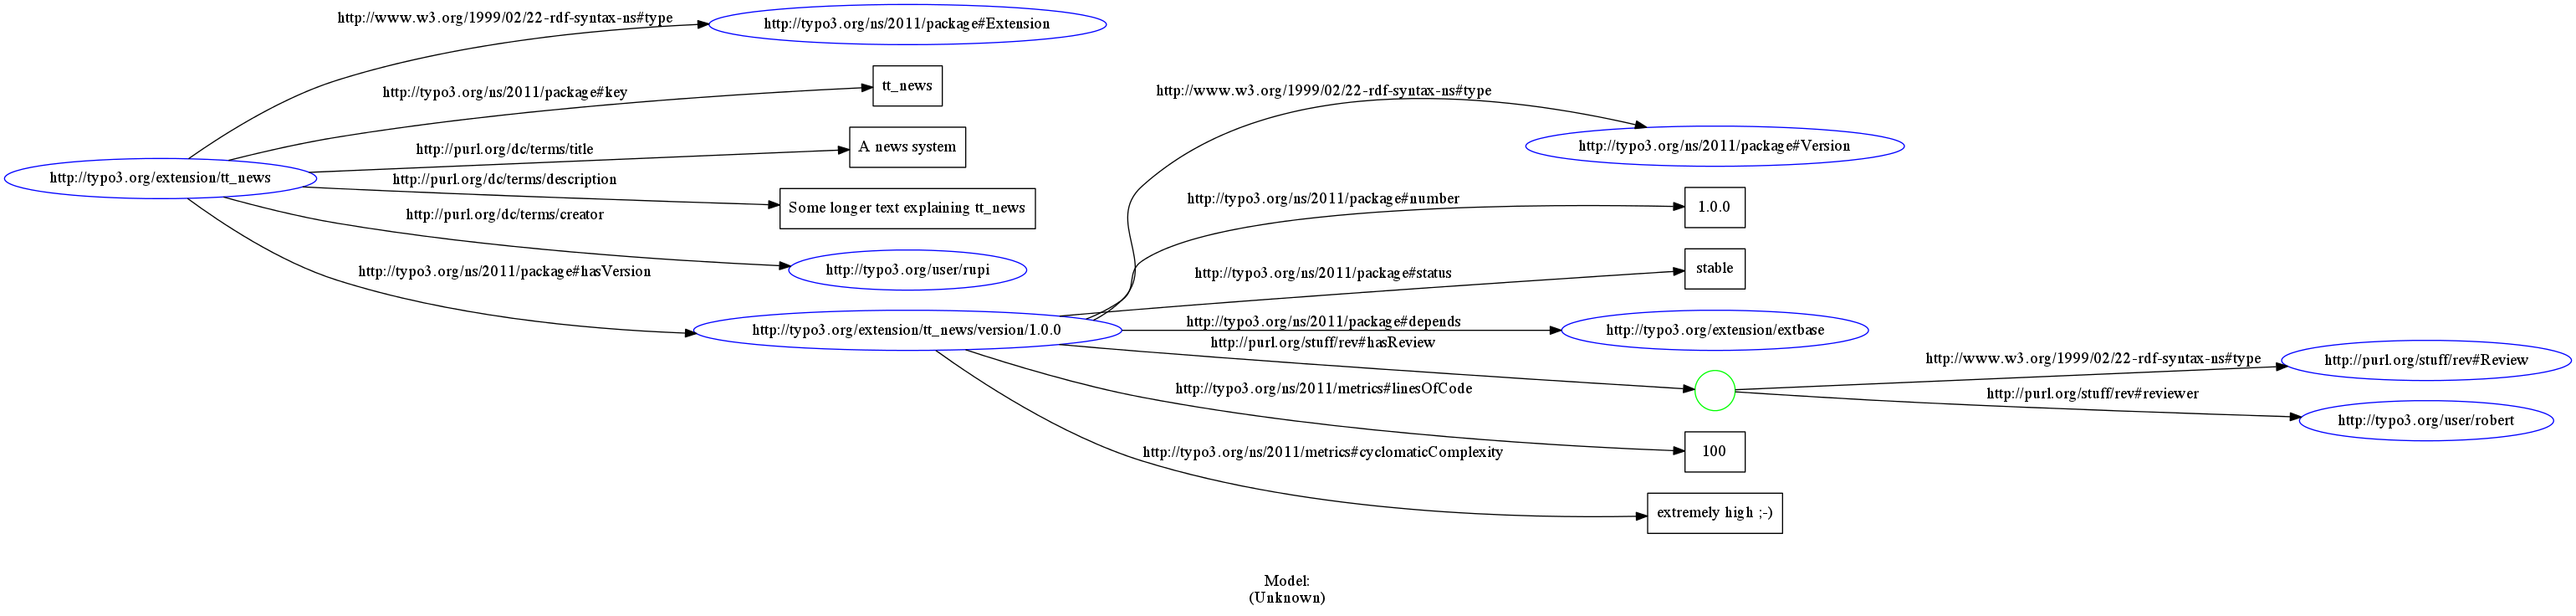 http://www.w3.org/1999/02/22-rdf-syntax-ns#type
http://typo3.org/ns/2011/package#Extension
http://typo3.org/ns/2011/package#key
tt_news
http://purl.org/dc/terms/title
A news system
http://typo3.org/extension/tt_news
http://purl.org/dc/terms/description
Some longer text explaining tt_news
http://purl.org/dc/terms/creator
http://typo3.org/user/rupi
http://typo3.org/ns/2011/package#hasVersion
http://typo3.org/extension/tt_news/version/1.0.0
http://www.w3.org/1999/02/22-rdf-syntax-ns#type
http://typo3.org/ns/2011/package#Version
http://typo3.org/ns/2011/package#number
1.0.0
http://typo3.org/ns/2011/package#status
stable
http://typo3.org/ns/2011/package#depends
http://typo3.org/extension/extbase
http://purl.org/stuff/rev#hasReview
http://www.w3.org/1999/02/22-rdf-syntax-ns#type
http://purl.org/stuff/rev#Review
http://purl.org/stuff/rev#reviewer
http://typo3.org/user/robert
http://typo3.org/ns/2011/metrics#linesOfCode
100
http://typo3.org/ns/2011/metrics#cyclomaticComplexity
extremely high ;-)
Model:
(Unknown)